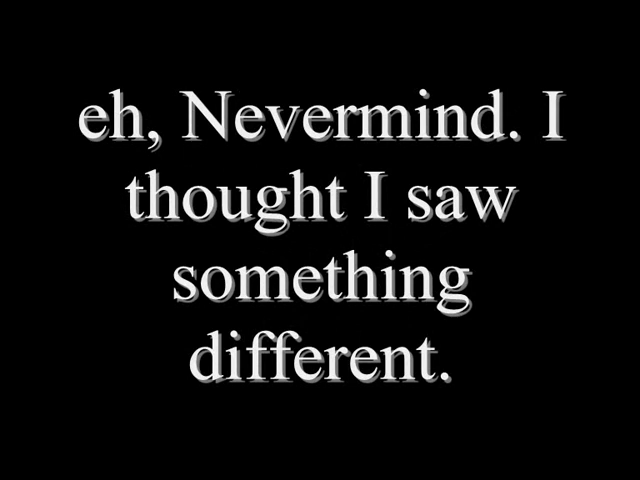 eh, Nevermind. I
thought I saw
something
different.